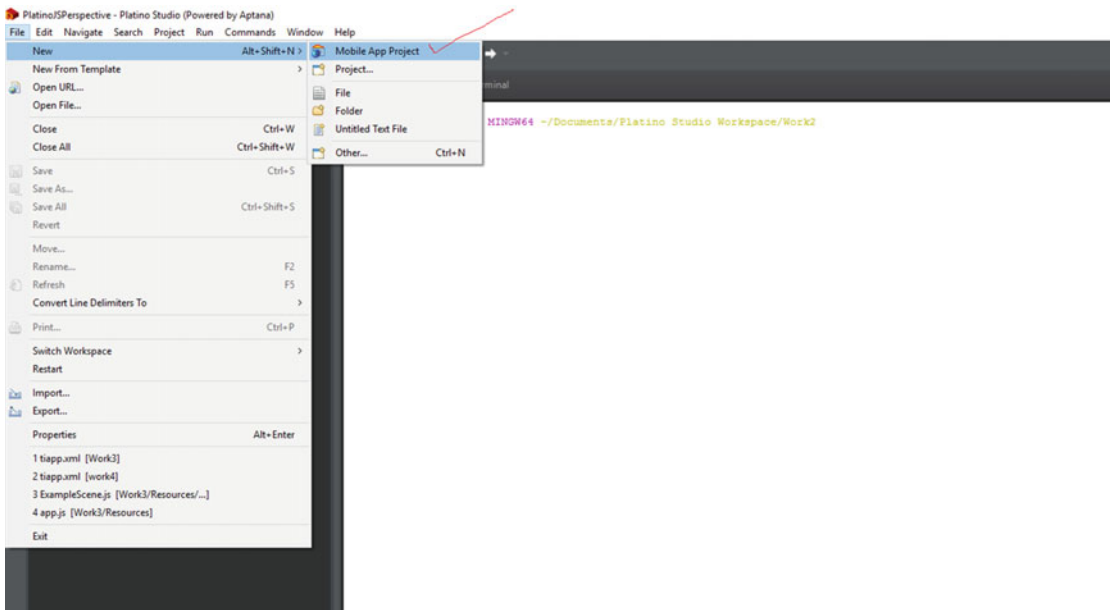 PlatinoJSPerspective - Platino Studio (Powered by Aptana)
File Edit Navigate Search Project Run Commands Window Help
New Alt+Shift+N >
New From Template >
Open URL...
Open File...
Close Ctrl+W
Close All Ctrl+Shift+W
Save Ctrl+S
Save As...
Save All Ctrl+Shift+S
Revert
Move...
Rename... F2
Refresh F5
Convert Line Delimiters To >
Print... Ctrl+P
Switch Workspace >
Restart
Import...
Export...
Properties Alt+Enter
1 tiapp.xml [Work3]
2 tiapp.xml [work4]
3 ExampleScene.js [Work3/Resources/...]
4 app.js [Work3/Resources]
Exit
Mobile App Project
Project...
File
Folder
Untitled Text File
Other... Ctrl+N
MINGW64 ~/Documents/Platino Studio Workspace/Work2